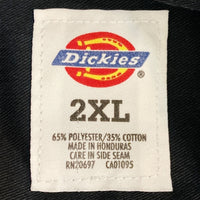 Dickies
®
2XL
65% POLYESTER/35% COTTON
MADE IN HONDURAS
CARE IN SIDE SEAM
RN20697 CA01095